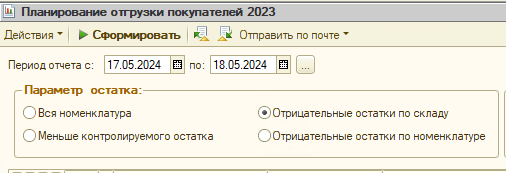 Планирование отгрузки покупателей 2023
Действия Сформировать Отправить по почте
Период отчета с: 17.05.2024 по: 18.05.2024 ...
Параметр остатка:
Вся номенклатура Отрицательные остатки по складу
Меньше контролируемого остатка Отрицательные остатки по номенклатуре